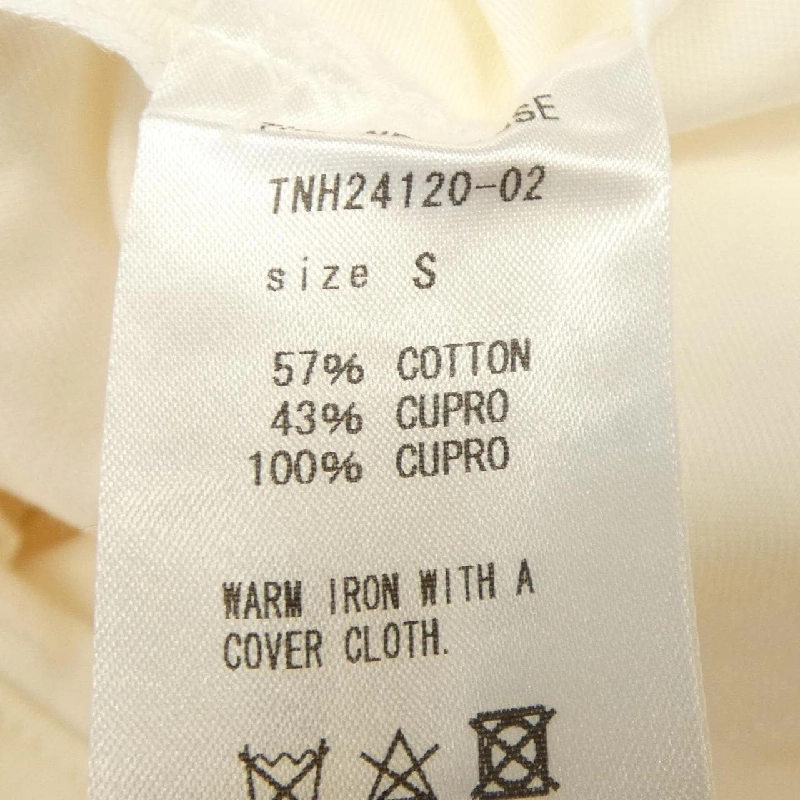 TNH24120-02
size S
57% COTTON
43% CUPRO
100% CUPRO
WARM IRON WITH A
COVER CLOTH.